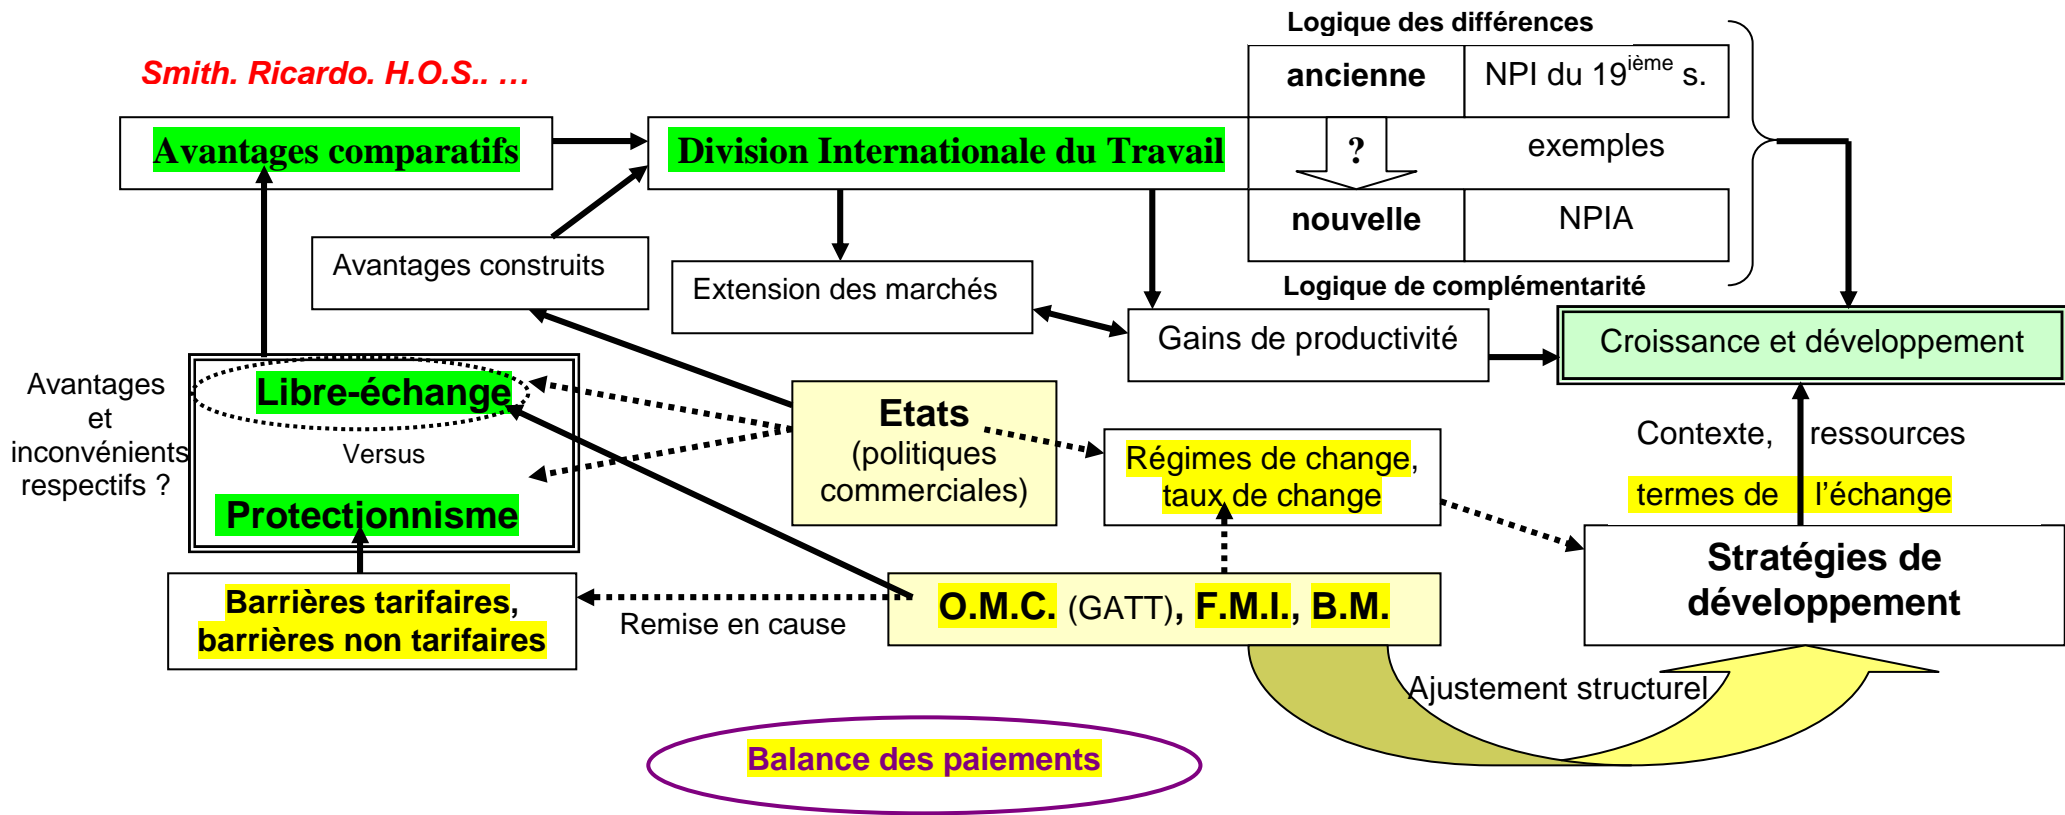 Logique des différences
Smith. Ricardo. H.O.S.. …
ancienne
NPI du 19ième s.
Avantages comparatifs
Division Internationale du Travail
?
exemples
nouvelle
NPIA
Avantages construits
Extension des marchés
Logique de complémentarité
Gains de productivité
Croissance et développement
Avantages
et
inconvénients
respectifs ?
Libre-échange
Versus
Protectionnisme
Etats
(politiques
commerciales)
Régimes de change,
taux de change
Contexte, ressources
termes de l’échange
Barrières tarifaires,
barrières non tarifaires
Remise en cause
O.M.C. (GATT), F.M.I., B.M.
Stratégies de
développement
Ajustement structurel
Balance des paiements